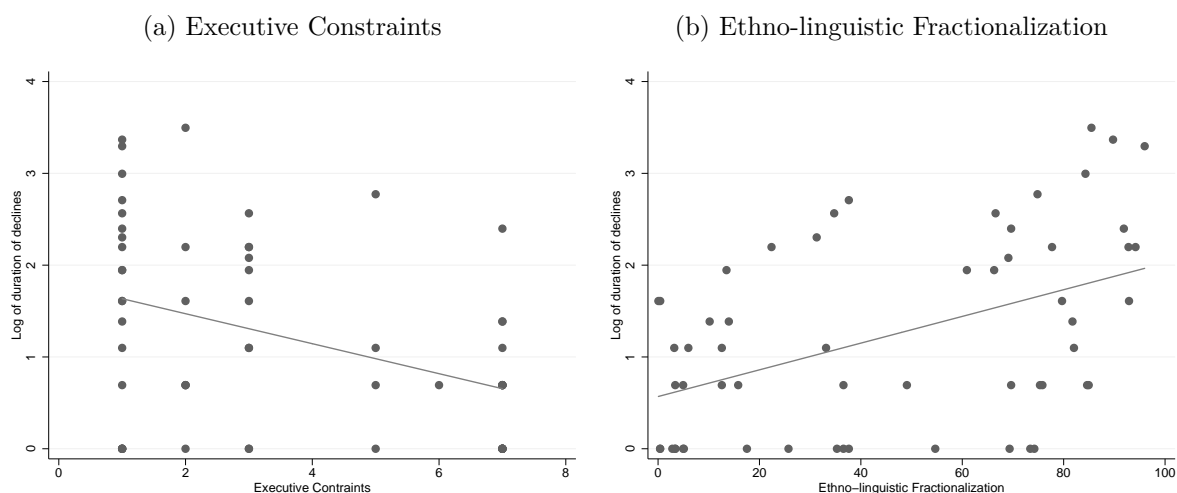 (a) Executive Constraints
4
3
2
1
0
Log of duration of declines
0 2 4 6 8
Executive Contraints
(b) Ethno-linguistic Fractionalization
4
3
2
1
0
Log of duration of declines
0 20 40 60 80 100
Ethno−linguistic Fractionalization